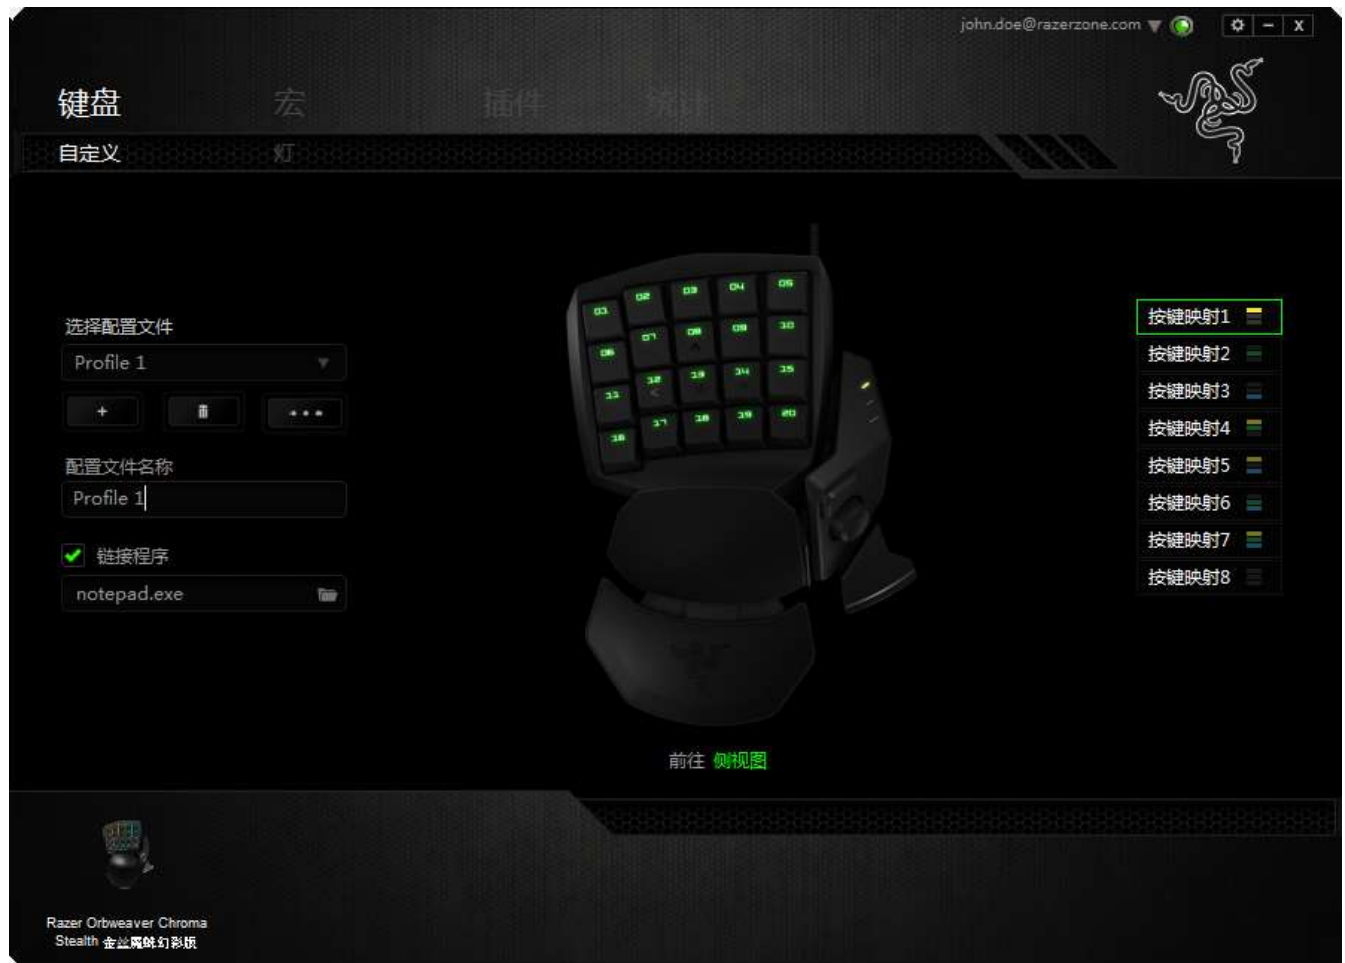 john.doe@razerzone.com
键盘 宏 插件 统计
自定义 灯
选择配置文件
Profile 1
配置文件名称
Profile 1
链接程序
notepad.exe
01 02 03 04 05
06 07 08 09 10
11 12 13 14 15
16 17 18 19 20
按键映射1
按键映射2
按键映射3
按键映射4
按键映射5
按键映射6
按键映射7
按键映射8
前往 侧视图
Razer Orbweaver Chroma
Stealth 金丝魔蛛幻彩版